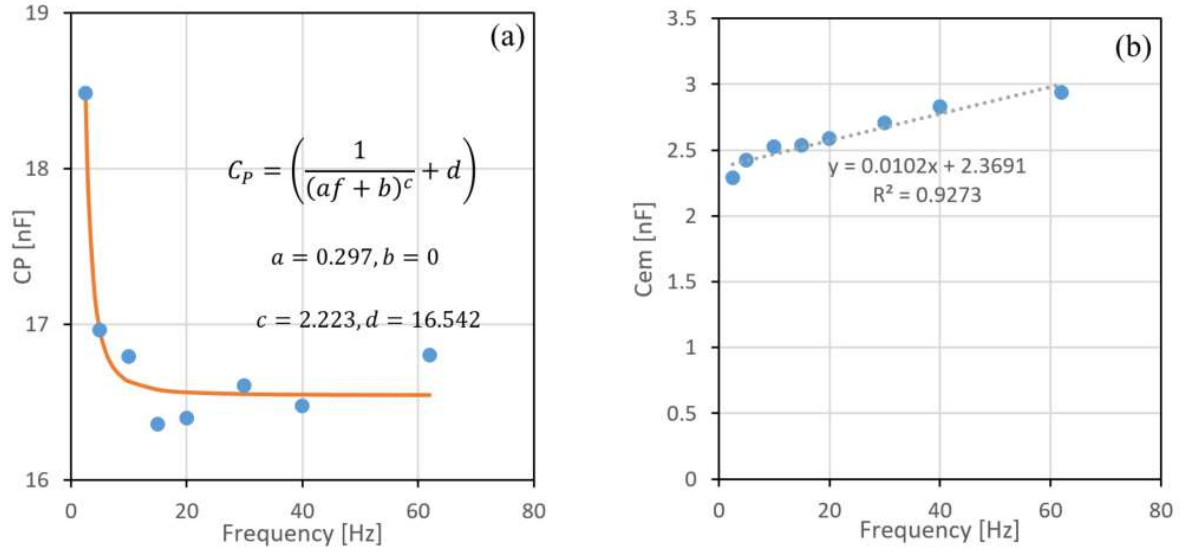 (a)
19
18
17
16
CP [nF]
C_P = (1/(af + b)^c + d)
a = 0.297, b = 0
c = 2.223, d = 16.542
0 20 40 60 80
Frequency [Hz]
(b)
3.5
3
2.5
2
1.5
1
0.5
0
Cem [nF]
y = 0.0102x + 2.3691
R² = 0.9273
0 20 40 60 80
Frequency [Hz]